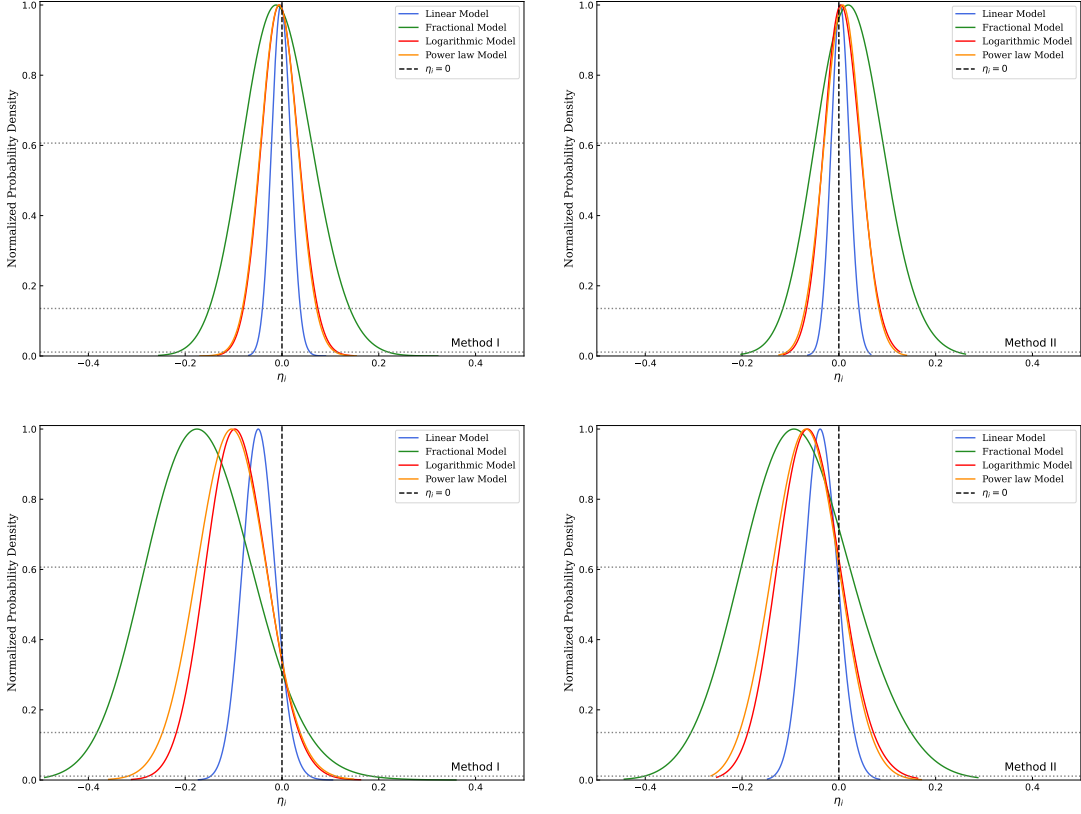 Normalized Probability Density
1.0
0.8
0.6
0.4
0.2
0.0
Linear Model
Fractional Model
Logarithmic Model
Power law Model
η_i = 0
Method I
−0.4 −0.2 0.0 0.2 0.4
η_i
Normalized Probability Density
1.0
0.8
0.6
0.4
0.2
0.0
Linear Model
Fractional Model
Logarithmic Model
Power law Model
η_i = 0
Method II
−0.4 −0.2 0.0 0.2 0.4
η_i
Normalized Probability Density
1.0
0.8
0.6
0.4
0.2
0.0
Linear Model
Fractional Model
Logarithmic Model
Power law Model
η_i = 0
Method I
−0.4 −0.2 0.0 0.2 0.4
η_i
Normalized Probability Density
1.0
0.8
0.6
0.4
0.2
0.0
Linear Model
Fractional Model
Logarithmic Model
Power law Model
η_i = 0
Method II
−0.4 −0.2 0.0 0.2 0.4
η_i